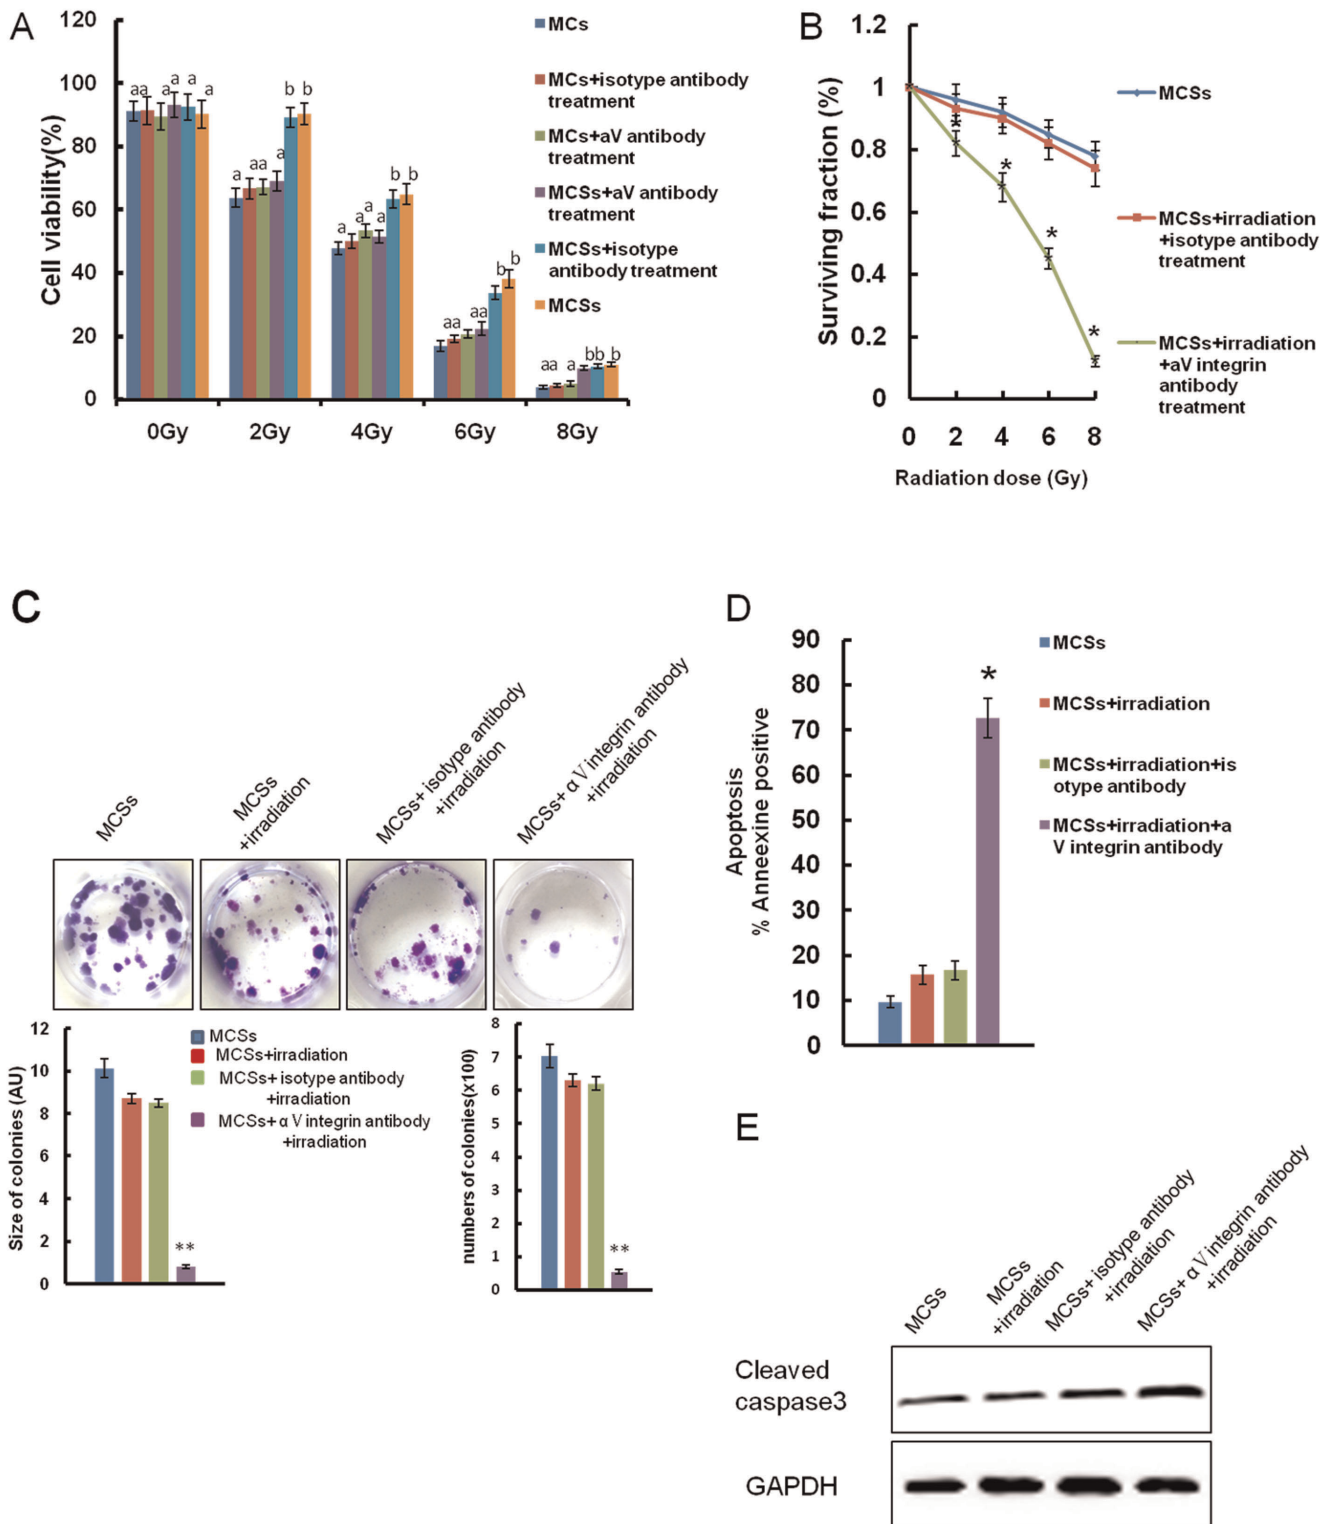 A
120
100
80
60
40
20
0
Cell viability(%)
aa a a a a
a aa a b b
a a a a b b
aa aa b b
aa a bb b
0Gy 2Gy 4Gy 6Gy 8Gy
MCs
MCs+isotype antibody
treatment
MCs+aV antibody
treatment
MCSs+aV antibody
treatment
MCSs+isotype
antibody treatment
MCSs
B
1.2
1
0.8
0.6
0.4
0.2
0
Surviving fraction (%)
* * * *
0 2 4 6 8
Radiation dose (Gy)
MCSs
MCSs+irradiation
+isotype antibody
treatment
MCSs+irradiation
+aV integrin
antibody
treatment
C
MCSs
MCSs
+irradiation
MCSs+ isotype antibody
+irradiation
MCSs+ α V integrin antibody
+irradiation
12
10
8
6
4
2
0
Size of colonies (AU)
**
MCSs
MCSs+irradiation
MCSs+ isotype antibody
+irradiation
MCSs+ α V integrin antibody
+irradiation
8
7
6
5
4
3
2
1
0
numbers of colonies(x100)
**
D
90
80
70
60
50
40
30
20
10
0
Apoptosis
% Aneexine positive
*
MCSs
MCSs+irradiation
MCSs+irradiation+is
otype antibody
MCSs+irradiation+a
V integrin antibody
E
MCSs
MCSs
+irradiation
MCSs+ isotype antibody
+irradiation
MCSs+ α V integrin antibody
+irradiation
Cleaved
caspase3
GAPDH